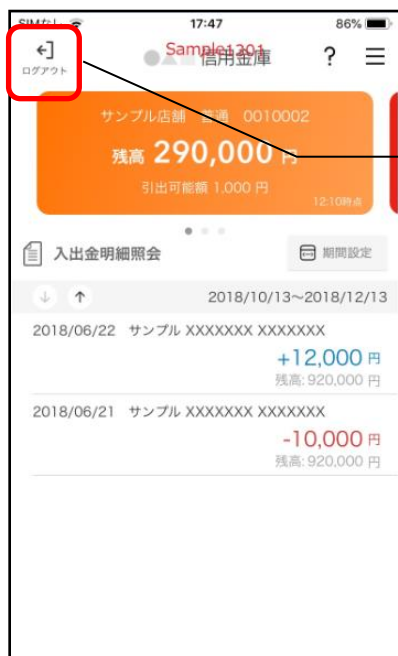 SIMなし 17:47 86%
ログアウト ●▲■信用金庫 ?
Sample1201
サンプル店舗 普通 0010002
残高 290,000 円
引出可能額 1,000 円
12:10時点
入出金明細照会 期間設定
↓ ↑ 2018/10/13~2018/12/13
2018/06/22 サンプル XXXXXXX XXXXXXX
+12,000 円
残高: 920,000 円
2018/06/21 サンプル XXXXXXX XXXXXXX
-10,000 円
残高: 920,000 円